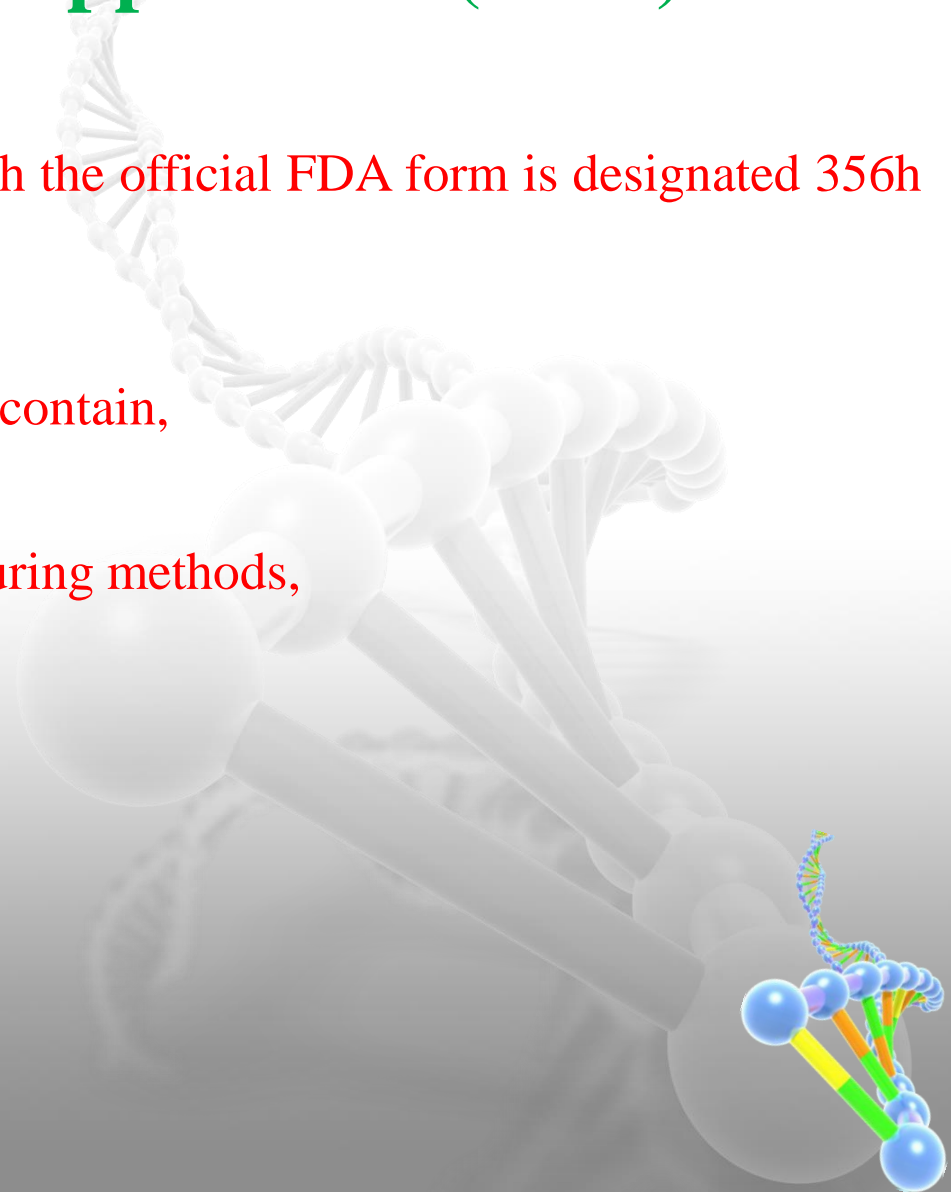 h the official FDA form is designated 356h
contain,
uring methods,